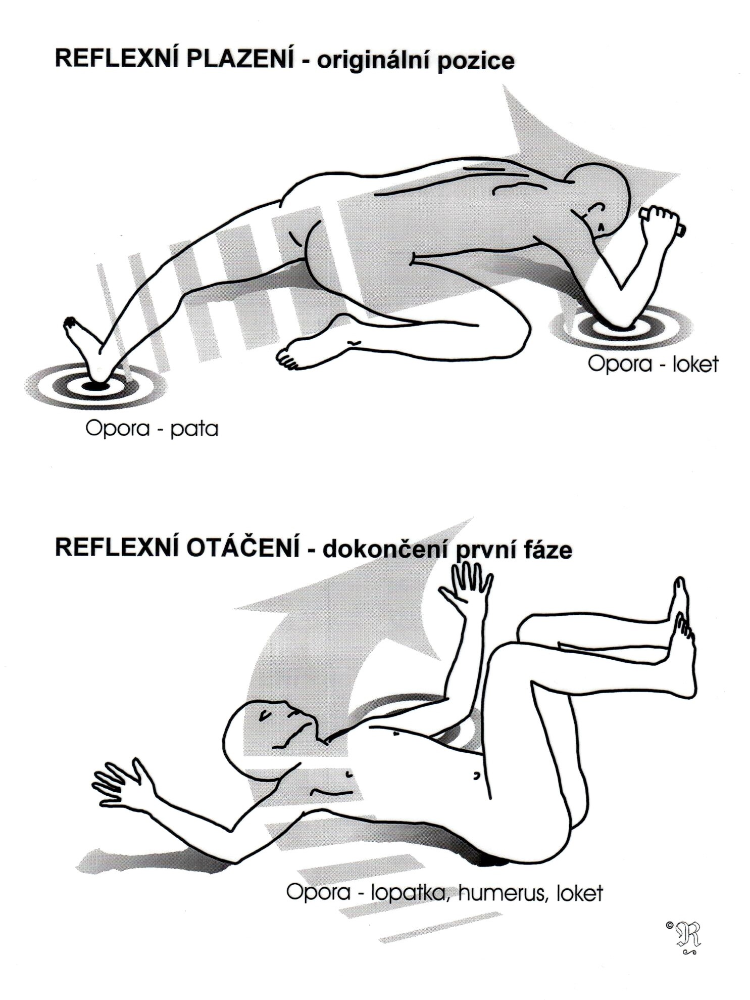 REFLEXNÍ PLAZENÍ - originální pozice
Opora - loket
Opora - pata
REFLEXNÍ OTÁČENÍ - dokončení první fáze
Opora - lopatka, humerus, loket
© R